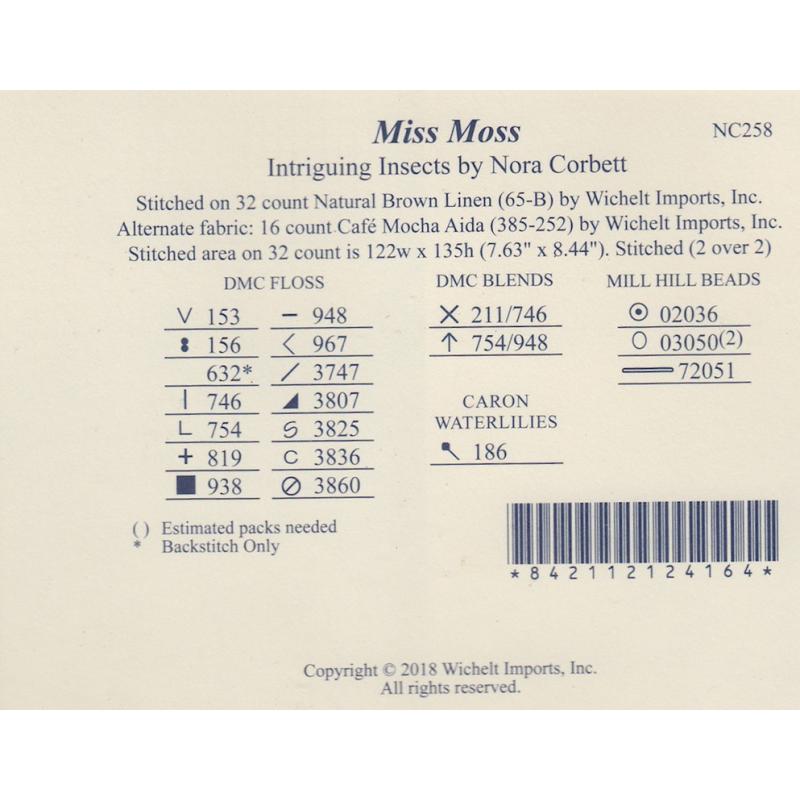 Miss Moss NC258
Intriguing Insects by Nora Corbett
Stitched on 32 count Natural Brown Linen (65-B) by Wichelt Imports, Inc.
Alternate fabric: 16 count Café Mocha Aida (385-252) by Wichelt Imports, Inc.
Stitched area on 32 count is 122w x 135h (7.63" x 8.44"). Stitched (2 over 2)
DMC FLOSS
153
156
632*
746
754
819
938
948
967
3747
3807
3825
3836
3860
DMC BLENDS
211/746
754/948
CARON
WATERLILIES
186
MILL HILL BEADS
02036
03050(2)
72051
( ) Estimated packs needed
* Backstitch Only
*842112124164*
Copyright © 2018 Wichelt Imports, Inc.
All rights reserved.